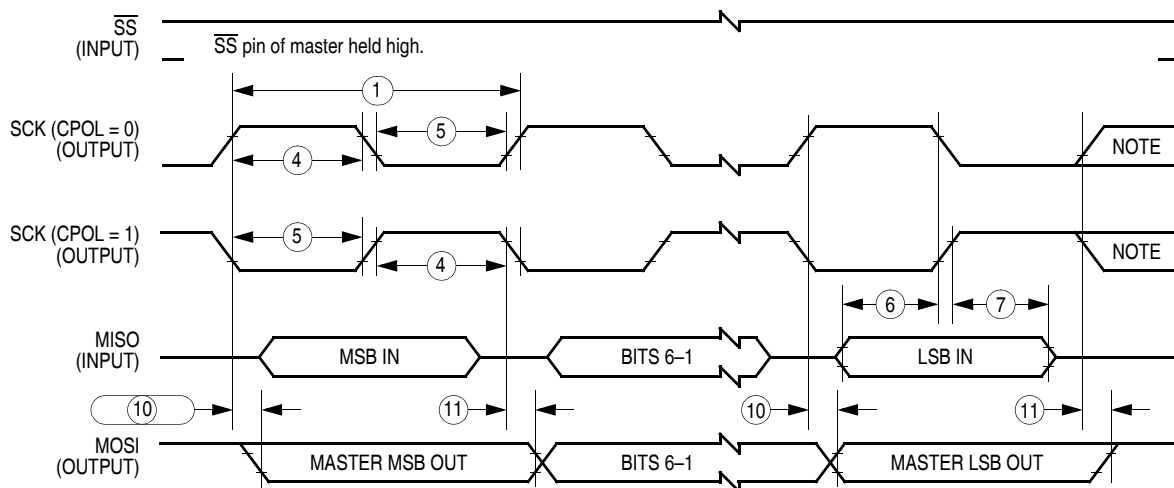 SS
(INPUT)
SS pin of master held high.
1
SCK (CPOL = 0)
(OUTPUT)
5
4
NOTE
SCK (CPOL = 1)
(OUTPUT)
5
4
NOTE
6
7
MISO
(INPUT)
MSB IN
BITS 6–1
LSB IN
10
11
10
11
MOSI
(OUTPUT)
MASTER MSB OUT
BITS 6–1
MASTER LSB OUT